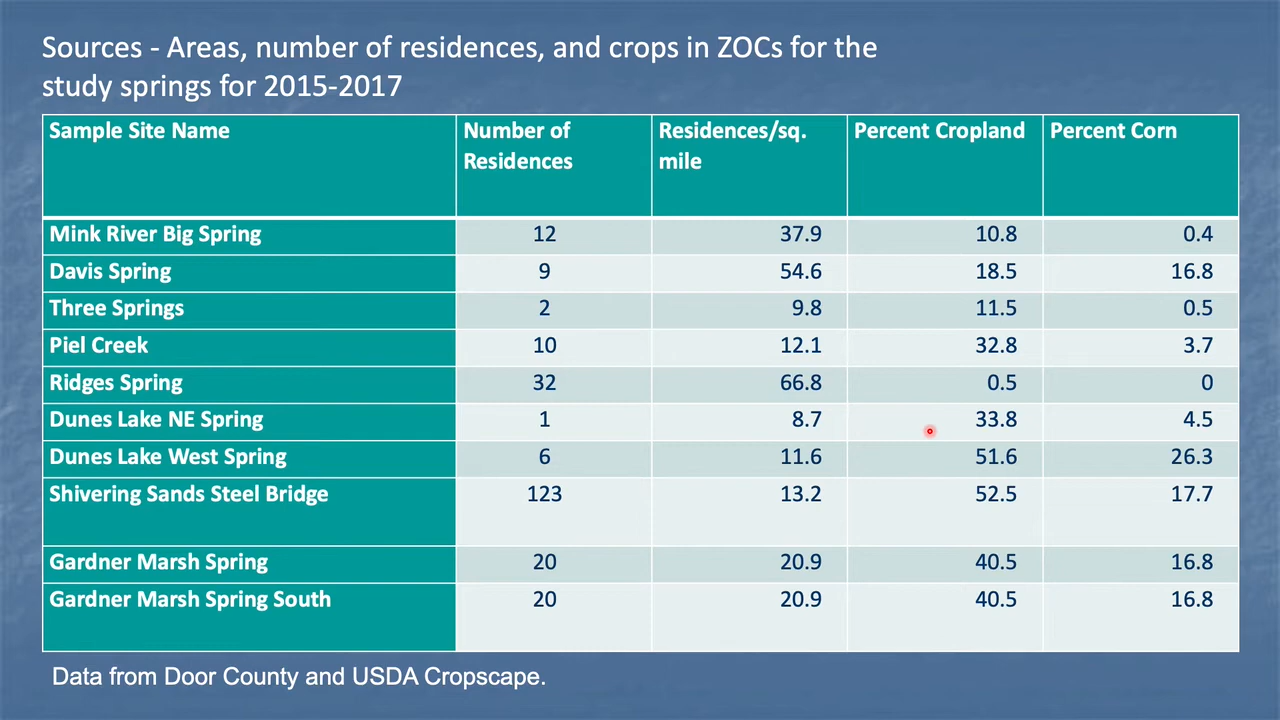 Sources - Areas, number of residences, and crops in ZOCs for the
study springs for 2015-2017
Sample Site Name Number of Residences Residences/sq. mile Percent Cropland Percent Corn
Mink River Big Spring 12 37.9 10.8 0.4
Davis Spring 9 54.6 18.5 16.8
Three Springs 2 9.8 11.5 0.5
Piel Creek 10 12.1 32.8 3.7
Ridges Spring 32 66.8 0.5 0
Dunes Lake NE Spring 1 8.7 33.8 4.5
Dunes Lake West Spring 6 11.6 51.6 26.3
Shivering Sands Steel Bridge 123 13.2 52.5 17.7
Gardner Marsh Spring 20 20.9 40.5 16.8
Gardner Marsh Spring South 20 20.9 40.5 16.8
Data from Door County and USDA Cropscape.